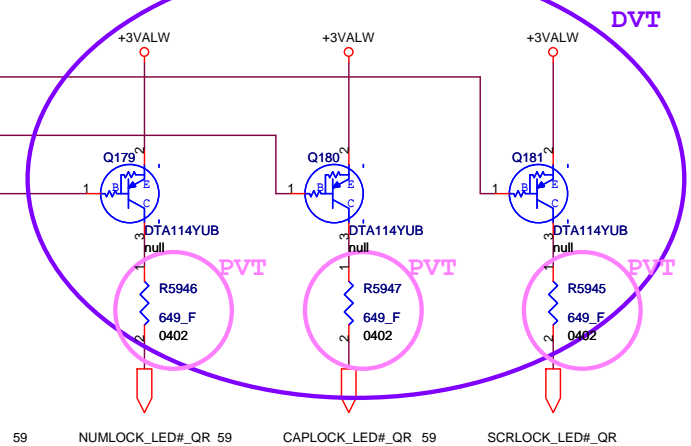 DVT
+3VALW +3VALW +3VALW
Q179 2 Q180 2 Q181 2
1 B E C 1 B E C 1 B E C
3 DTA114YUB 3 DTA114YUB 3 DTA114YUB
null null null
1 PVT 1 PVT 1 PVT
R5946 R5947 R5945
649_F 649_F 649_F
2 0402 2 0402 2 0402
59 NUMLOCK_LED#_QR 59 CAPLOCK_LED#_QR 59 SCRLOCK_LED#_QR